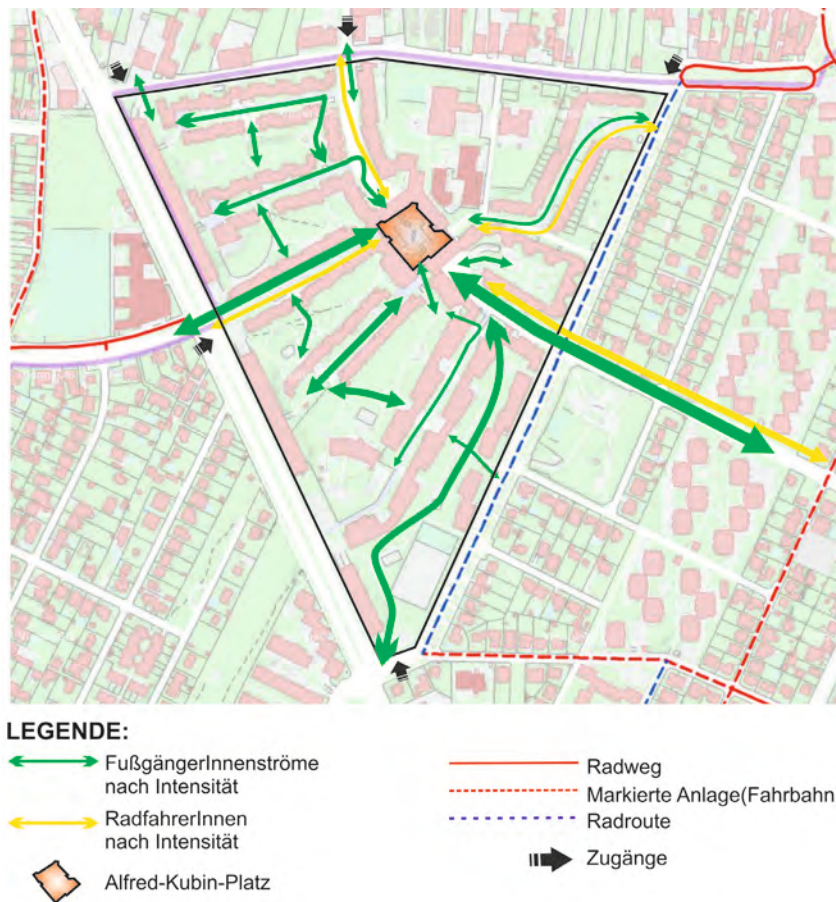 LEGENDE:
FußgängerInnenströme
nach Intensität
RadfahrerInnen
nach Intensität
Alfred-Kubin-Platz
Radweg
Markierte Anlage(Fahrbahn
Radroute
Zugänge